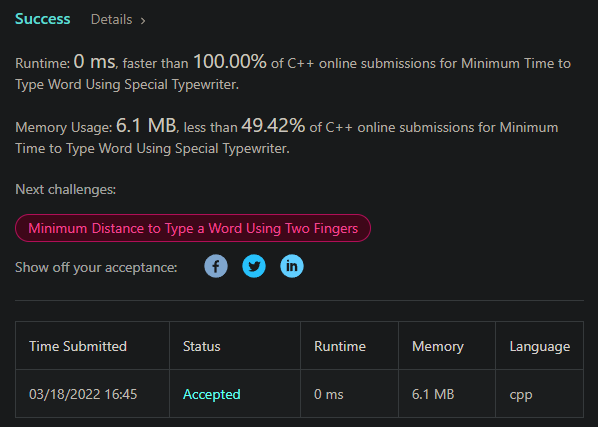 Success Details ›
Runtime: 0 ms, faster than 100.00% of C++ online submissions for Minimum Time to
Type Word Using Special Typewriter.
Memory Usage: 6.1 MB, less than 49.42% of C++ online submissions for Minimum
Time to Type Word Using Special Typewriter.
Next challenges:
Minimum Distance to Type a Word Using Two Fingers
Show off your acceptance:
Time Submitted Status Runtime Memory Language
03/18/2022 16:45 Accepted 0 ms 6.1 MB cpp